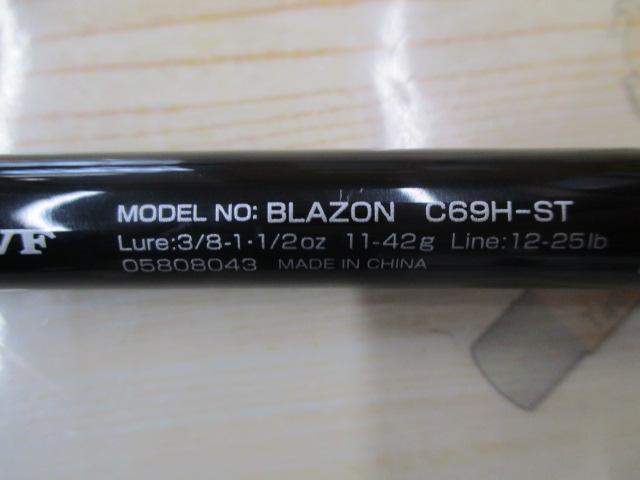 MODEL NO: BLAZON C69H-ST
VF Lure:3/8-1・1/2oz 11-42g Line:12-25lb
05808043 MADE IN CHINA